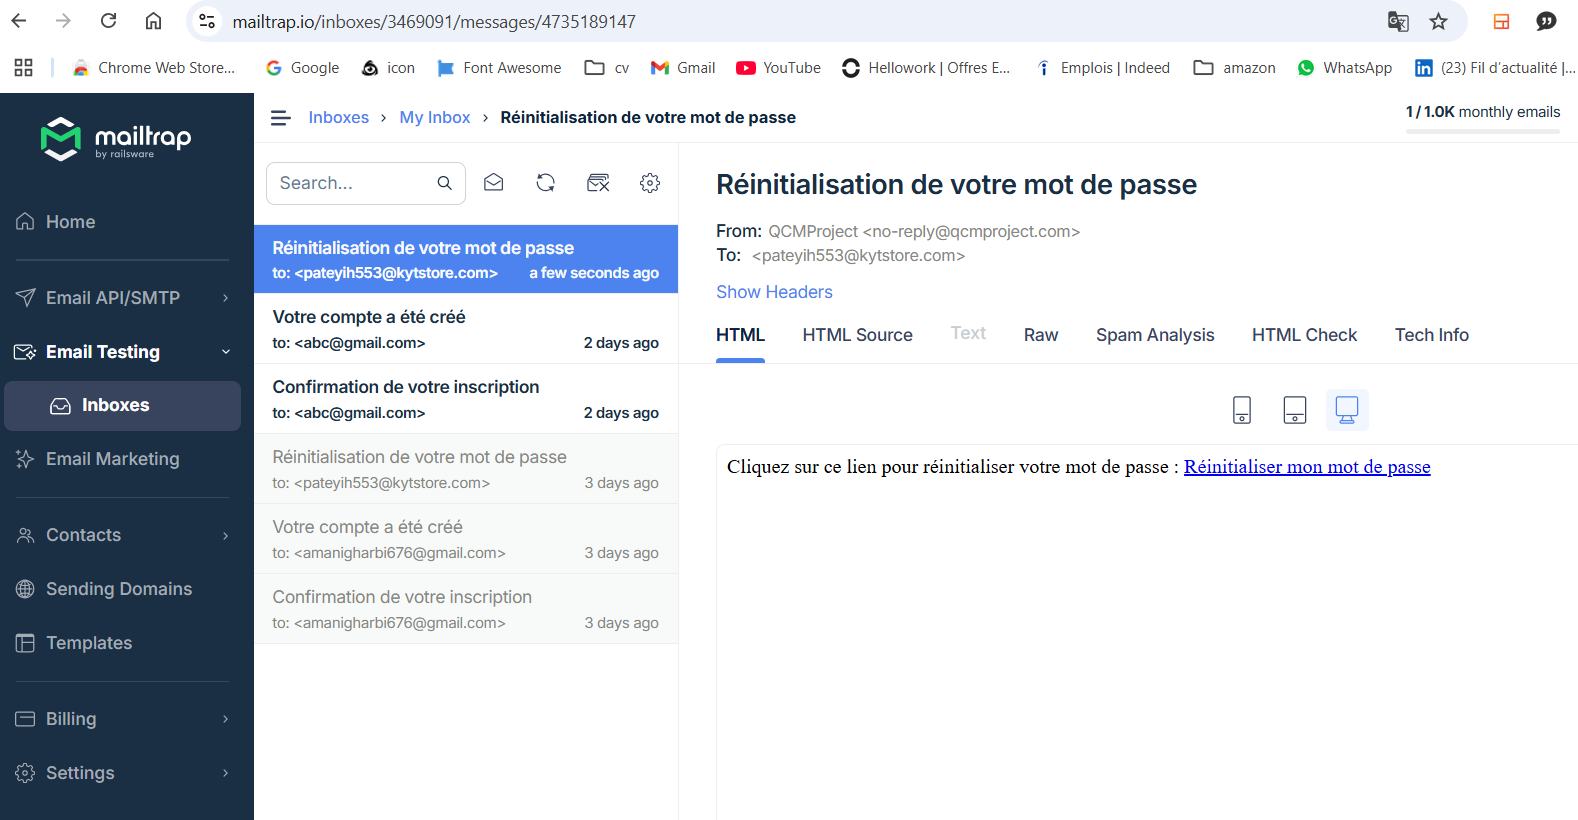 mailtrap.io/inboxes/3469091/messages/4735189147
Chrome Web Store...
Google
icon
Font Awesome
cv
Gmail
YouTube
Hellowork | Offres E...
Emplois | Indeed
amazon
WhatsApp
(23) Fil d'actualité |...
mailtrap
by railsware
Home
Email API/SMTP
Email Testing
Inboxes
Email Marketing
Contacts
Sending Domains
Templates
Billing
Settings
Inboxes › My Inbox › Réinitialisation de votre mot de passe
1 / 1.0K monthly emails
Search...
Réinitialisation de votre mot de passe
to: <pateyih553@kytstore.com> a few seconds ago
Votre compte a été créé
to: <abc@gmail.com> 2 days ago
Confirmation de votre inscription
to: <abc@gmail.com> 2 days ago
Réinitialisation de votre mot de passe
to: <pateyih553@kytstore.com> 3 days ago
Votre compte a été créé
to: <amanigharbi676@gmail.com> 3 days ago
Confirmation de votre inscription
to: <amanigharbi676@gmail.com> 3 days ago
Réinitialisation de votre mot de passe
From: QCMProject <no-reply@qcmproject.com>
To: <pateyih553@kytstore.com>
Show Headers
HTML HTML Source Text Raw Spam Analysis HTML Check Tech Info
Cliquez sur ce lien pour réinitialiser votre mot de passe : Réinitialiser mon mot de passe